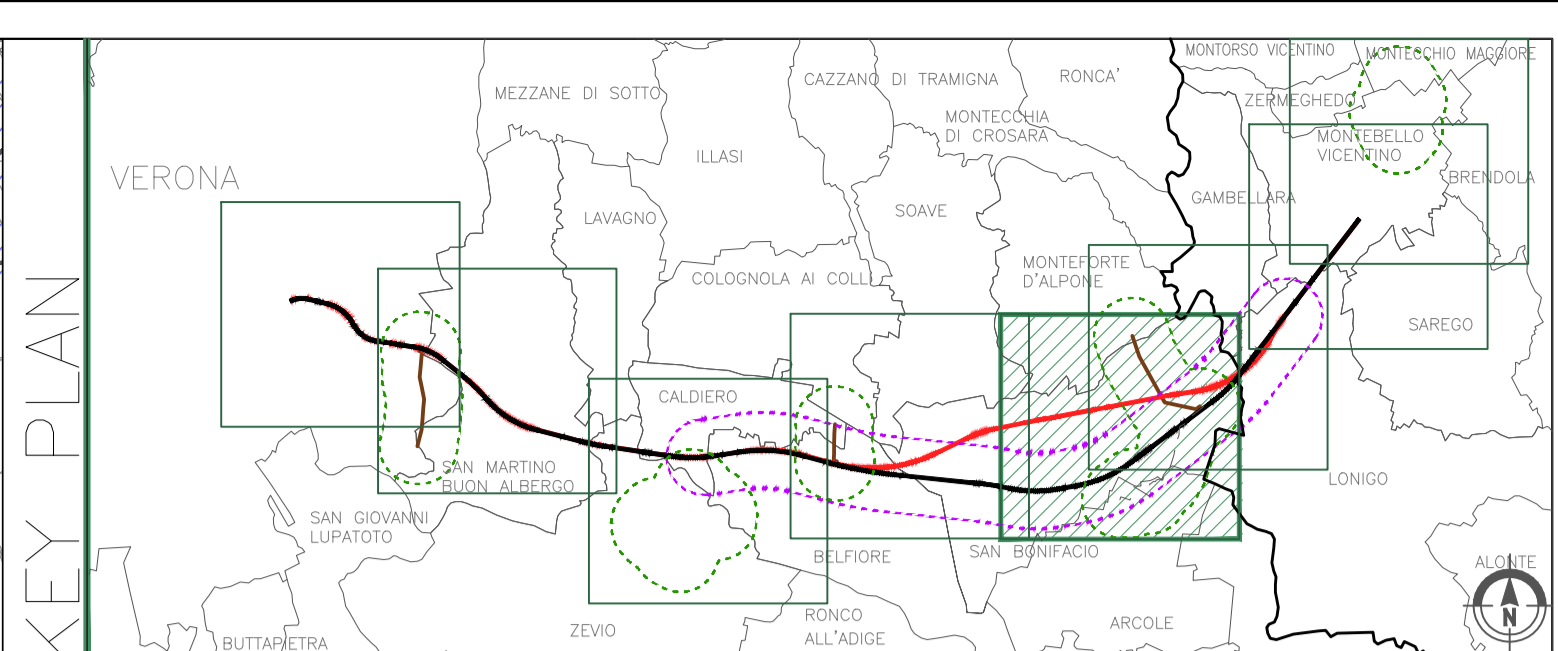 KEY PLAN
MONTORSO VICENTINO
MONTECCHIO MAGGIORE
CAZZANO DI TRAMIGNA
RONCA'
MEZZANE DI SOTTO
ZERMEGHEDO
MONTECCHIA
DI CROSARA
MONTEBELLO
VICENTINO
ILLASI
VERONA
BRENDOLA
GAMBELLARA
SOAVE
LAVAGNO
MONTEFORTE
D'ALPONE
COLOGNOLA AI COLLI
SAREGO
CALDIERO
SAN MARTINO
BUON ALBERGO
LONIGO
SAN GIOVANNI
LUPATOTO
SAN BONIFACIO
BELFIORE
ALONTE
N
RONCO
ALL'ADIGE
ARCOLE
ZEVIO
BUTTAPIETRA